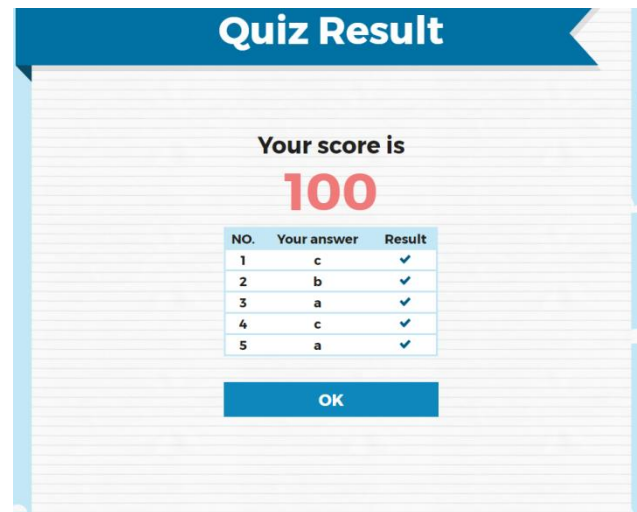 Quiz Result
Your score is
100
NO. Your answer Result
1 c ✔
2 b ✔
3 a ✔
4 c ✔
5 a ✔
OK